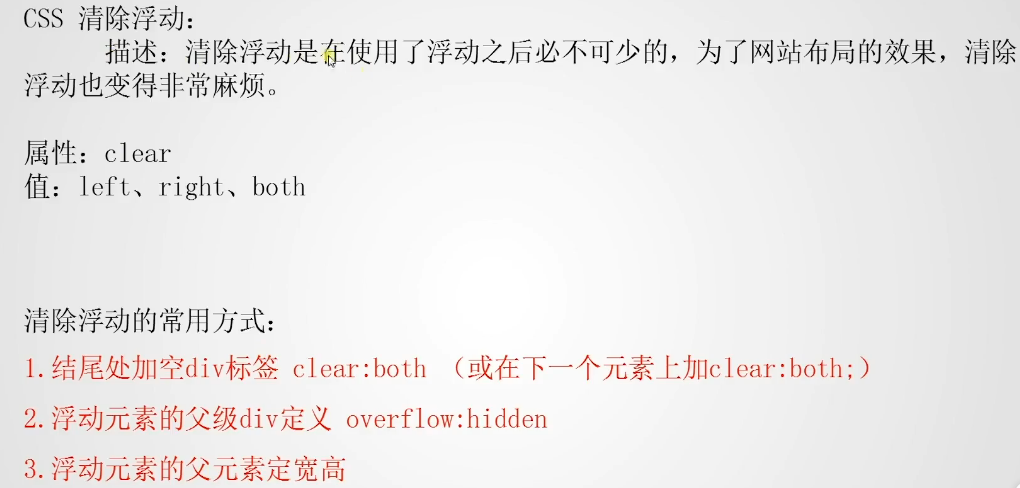 CSS 清除浮动：
描述：清除浮动是在使用了浮动之后必不可少的，为了网站布局的效果，清除
浮动也变得非常麻烦。
属性：clear
值：left、right、both
清除浮动的常用方式：
1.结尾处加空div标签 clear:both （或在下一个元素上加clear:both;）
2.浮动元素的父级div定义 overflow:hidden
3.浮动元素的父元素定宽高